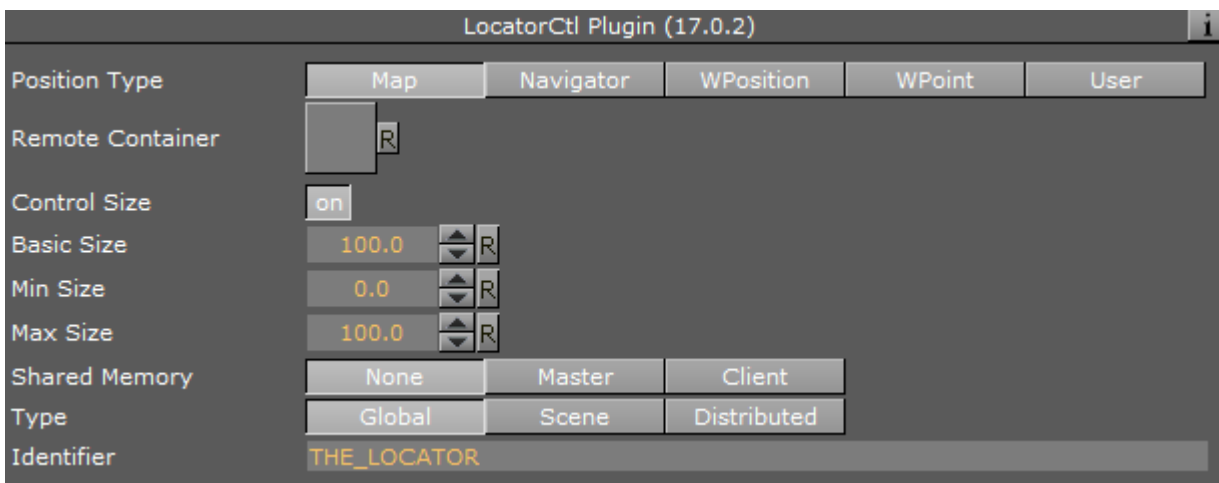 LocatorCtl Plugin (17.0.2) i
Position Type Map Navigator WPosition WPoint User
Remote Container R
Control Size on
Basic Size 100.0 R
Min Size 0.0 R
Max Size 100.0 R
Shared Memory None Master Client
Type Global Scene Distributed
Identifier THE_LOCATOR